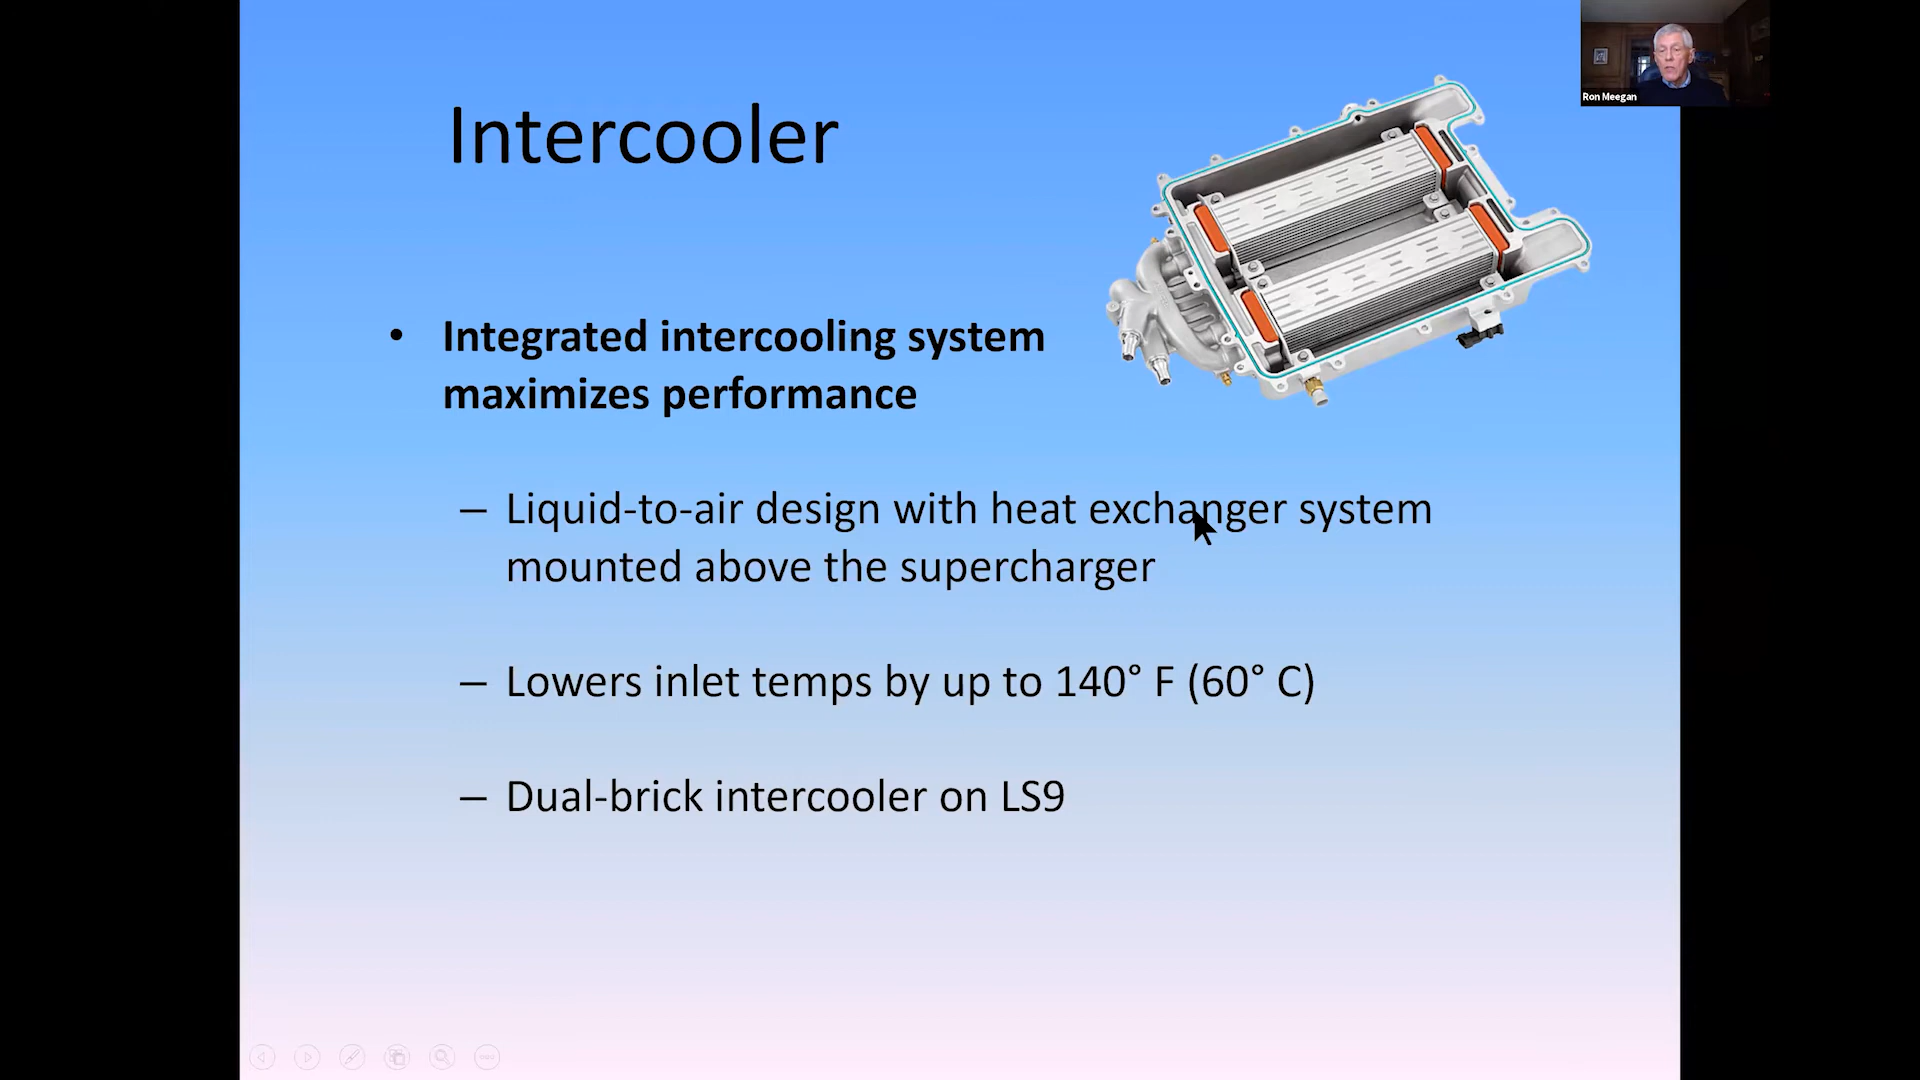 Ron Meegan
Intercooler
• Integrated intercooling system
maximizes performance
– Liquid-to-air design with heat exchanger system
mounted above the supercharger
– Lowers inlet temps by up to 140° F (60° C)
– Dual-brick intercooler on LS9